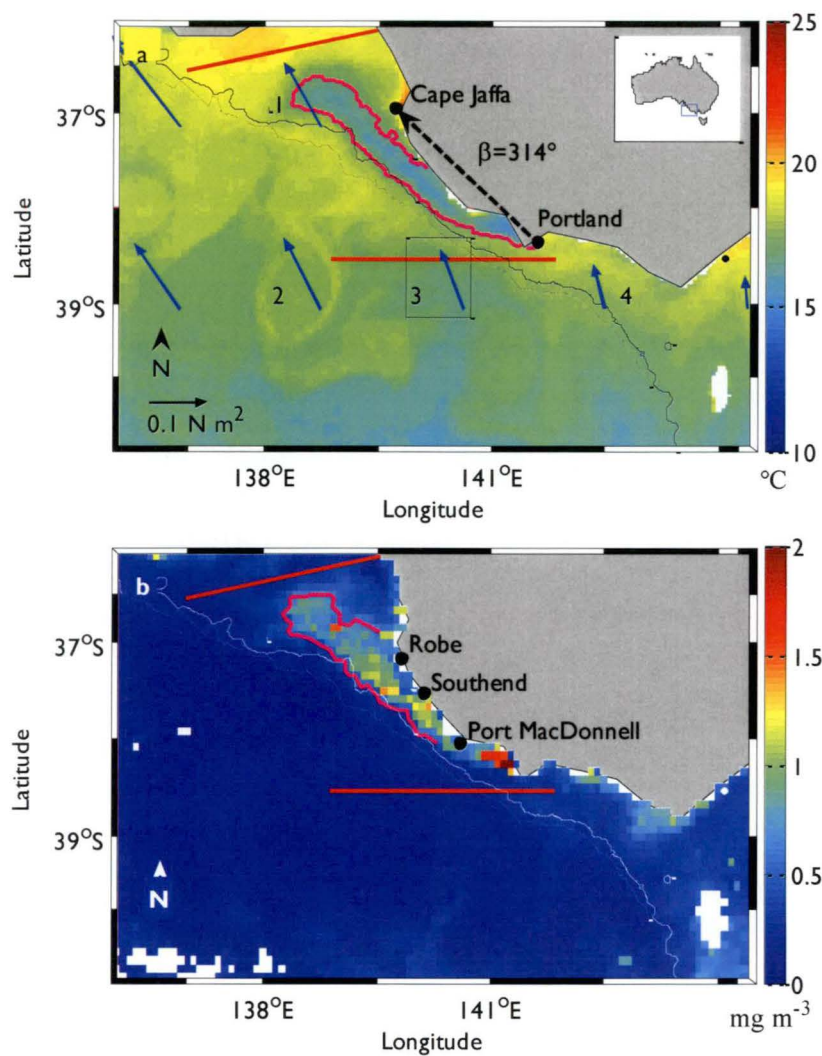 a
25
20
15
10
°C
37°S
39°S
Latitude
1
2
3
4
Cape Jaffa
β=314°
Portland
N
0.1 N m²
138°E
141°E
Longitude
b
2
1.5
1
0.5
0
mg m⁻³
37°S
39°S
Latitude
Robe
Southend
Port MacDonnell
N
138°E
141°E
Longitude